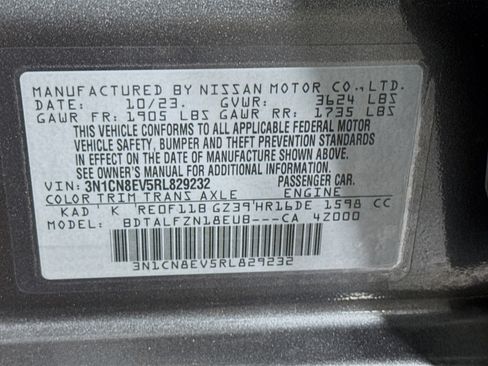 MANUFACTURED BY NISSAN MOTOR CO.,LTD.
DATE: 10/23. GVWR: 3624 LBS
GAWR FR: 1905 LBS GAWR RR: 1735 LBS
THIS VEHICLE CONFORMS TO ALL APPLICABLE FEDERAL MOTOR
VEHICLE SAFETY, BUMPER AND THEFT PREVENTION STANDARDS
IN EFFECT ON THE DATE OF MANUFACTURE SHOWN ABOVE.
SEE OWNER'S MANUAL FOR ADDITIONAL INFORMATION.
VIN: 3N1CN8EV5RL829232 PASSENGER CAR.
COLOR TRIM TRANS AXLE ENGINE
KAD K RE0F11B GZ39 HR16DE 1598 CC
MODEL: BDTALFZN18EUB---CA 4Z000
3N1CN8EV5RL829232